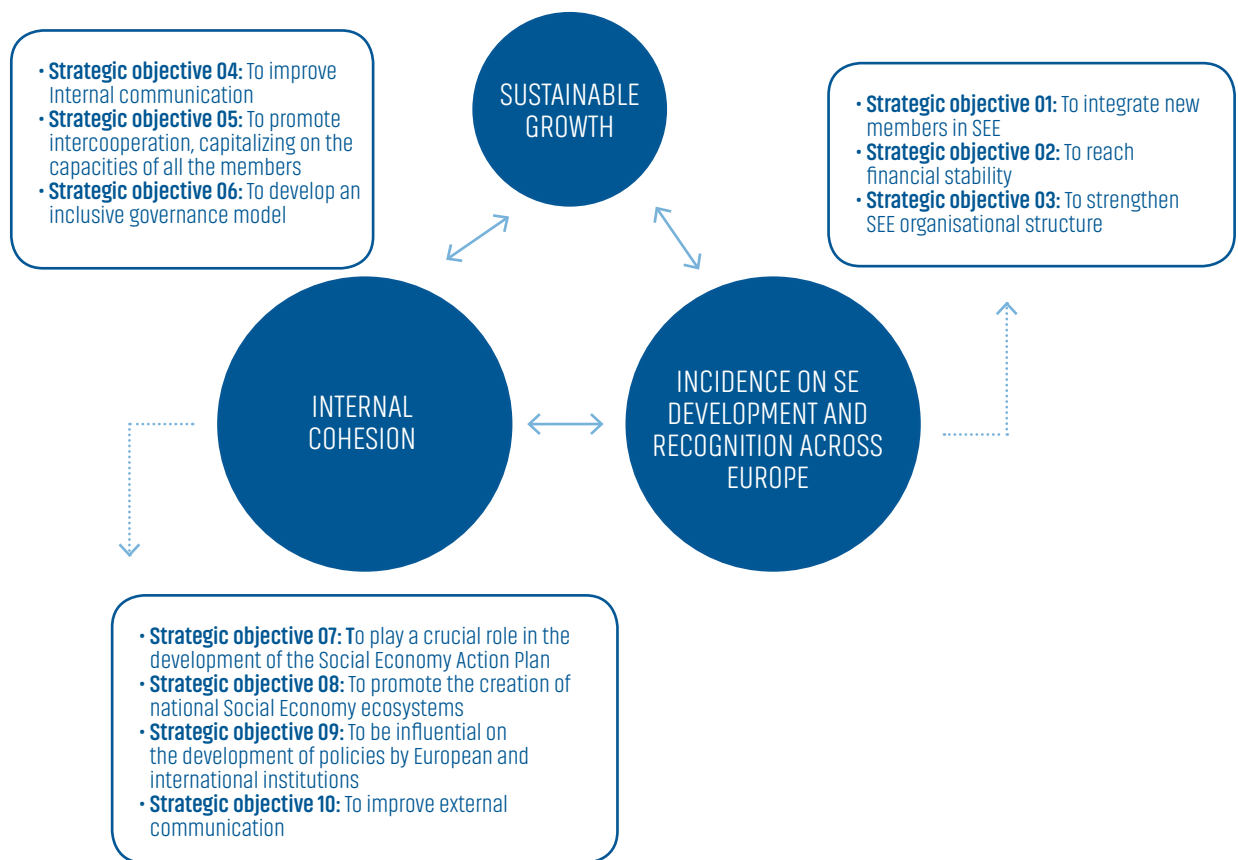 • Strategic objective 04: To improve
Internal communication
• Strategic objective 05: To promote
intercooperation, capitalizing on the
capacities of all the members
• Strategic objective 06: To develop an
inclusive governance model
SUSTAINABLE
GROWTH
• Strategic objective 01: To integrate new
members in SEE
• Strategic objective 02: To reach
financial stability
• Strategic objective 03: To strengthen
SEE organisational structure
INTERNAL
COHESION
INCIDENCE ON SE
DEVELOPMENT AND
RECOGNITION ACROSS
EUROPE
• Strategic objective 07: To play a crucial role in the
development of the Social Economy Action Plan
• Strategic objective 08: To promote the creation of
national Social Economy ecosystems
• Strategic objective 09: To be influential on
the development of policies by European and
international institutions
• Strategic objective 10: To improve external
communication